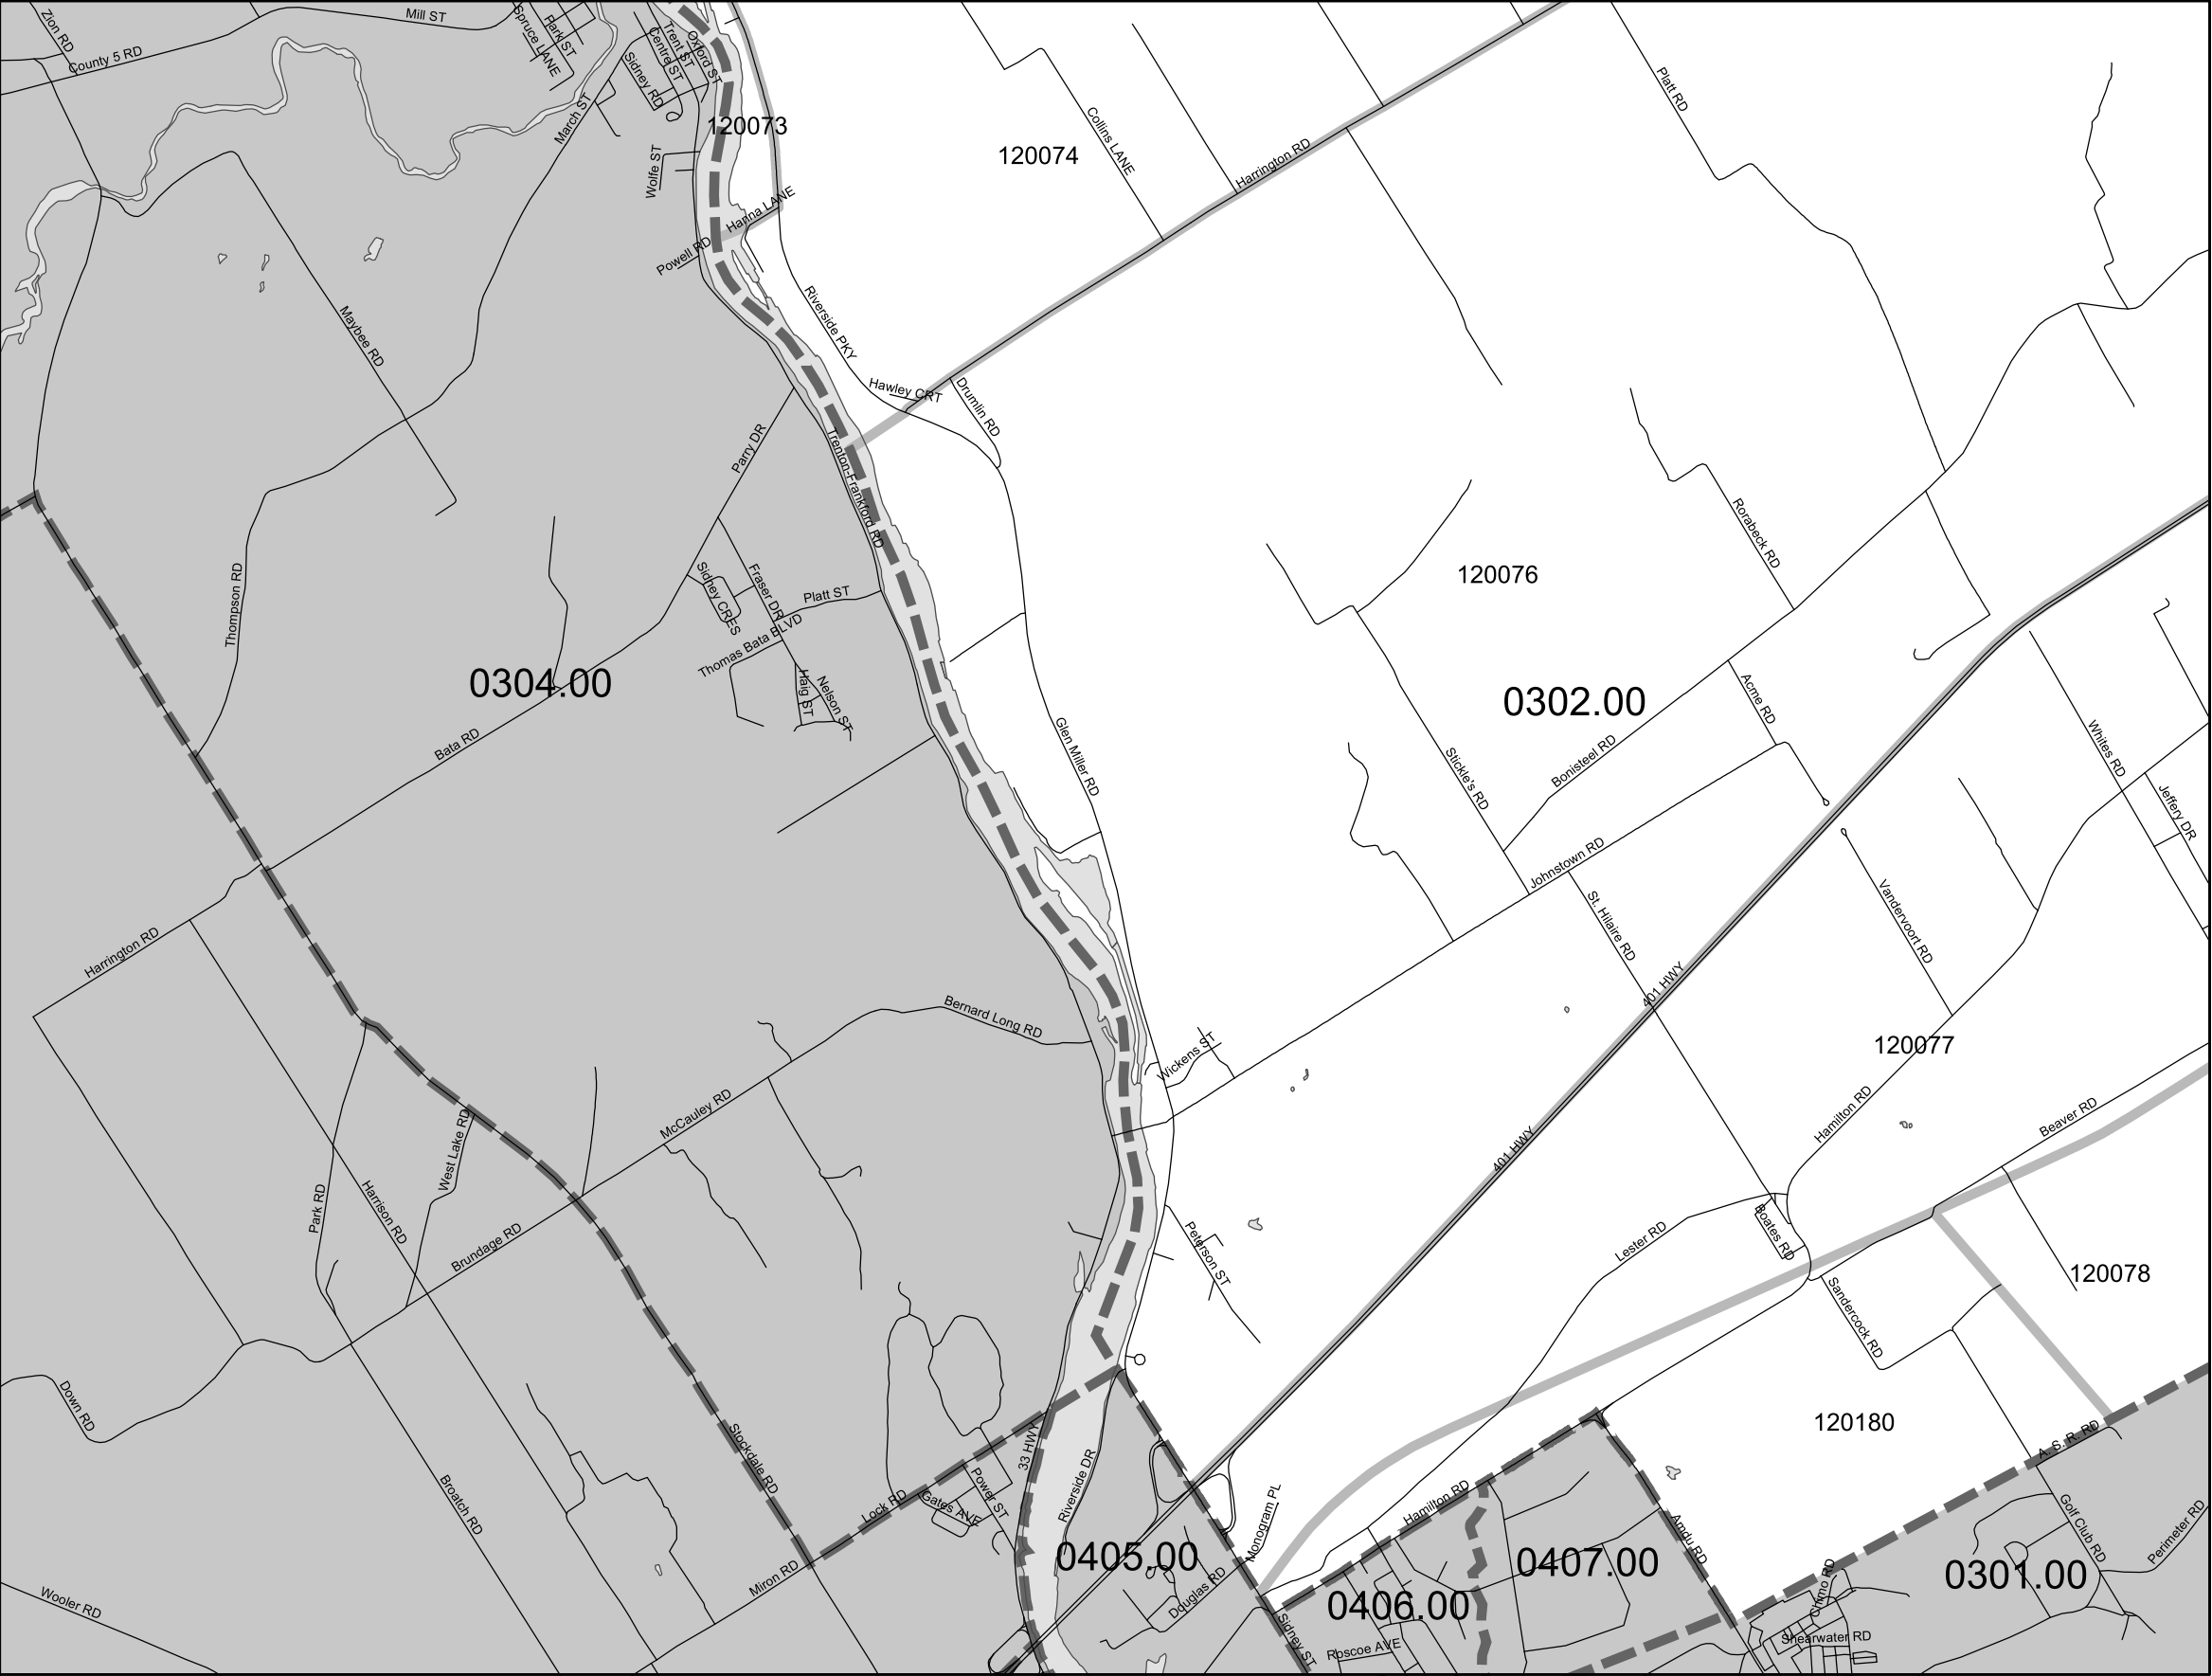 Zion RD
Mill ST
Spruce LANE
Park ST
Centre ST
Trent ST
Oxford ST
County 5 RD
Sidney RD
March ST
120073
Platt RD
Collins LANE
120074
Harrington RD
Wolfe ST
Hanna LANE
Powell RD
Riverside PKY
Maybee RD
Hawley CRT
Drumlin RD
Parry DR
Trenton-Frankford RD
Rorabeck RD
120076
Thompson RD
Sidney CRES
Fraser DR
Platt ST
Thomas Bata BLVD
0304.00
Haig ST
Nelson ST
0302.00
Acme RD
Bata RD
Glen Miller RD
Stickle's RD
Bonisteel RD
Whites RD
Jeffery DR
Johnstown RD
Harrington RD
St. Hilaire RD
Vandervoort RD
401 HWY
Bernard Long RD
Wickens ST
120077
McCauley RD
West Lake RD
401 HWY
Hamilton RD
Beaver RD
Park RD
Harrison RD
Brundage RD
Peterson ST
Lester RD
Boates RD
120078
Sandercock RD
Down RD
Stockdale RD
33 HWY
120180
A. S. R. RD
Broatch RD
Lock RD
Gates AVE
Power ST
Riverside DR
Monogram PL
Hamilton RD
Amdu RD
Golf Club RD
Perimeter RD
0405.00
0407.00
0301.00
Miron RD
Douglas RD
Chimo RD
0406.00
Wooler RD
Sidney ST
Roscoe AVE
Shearwater RD